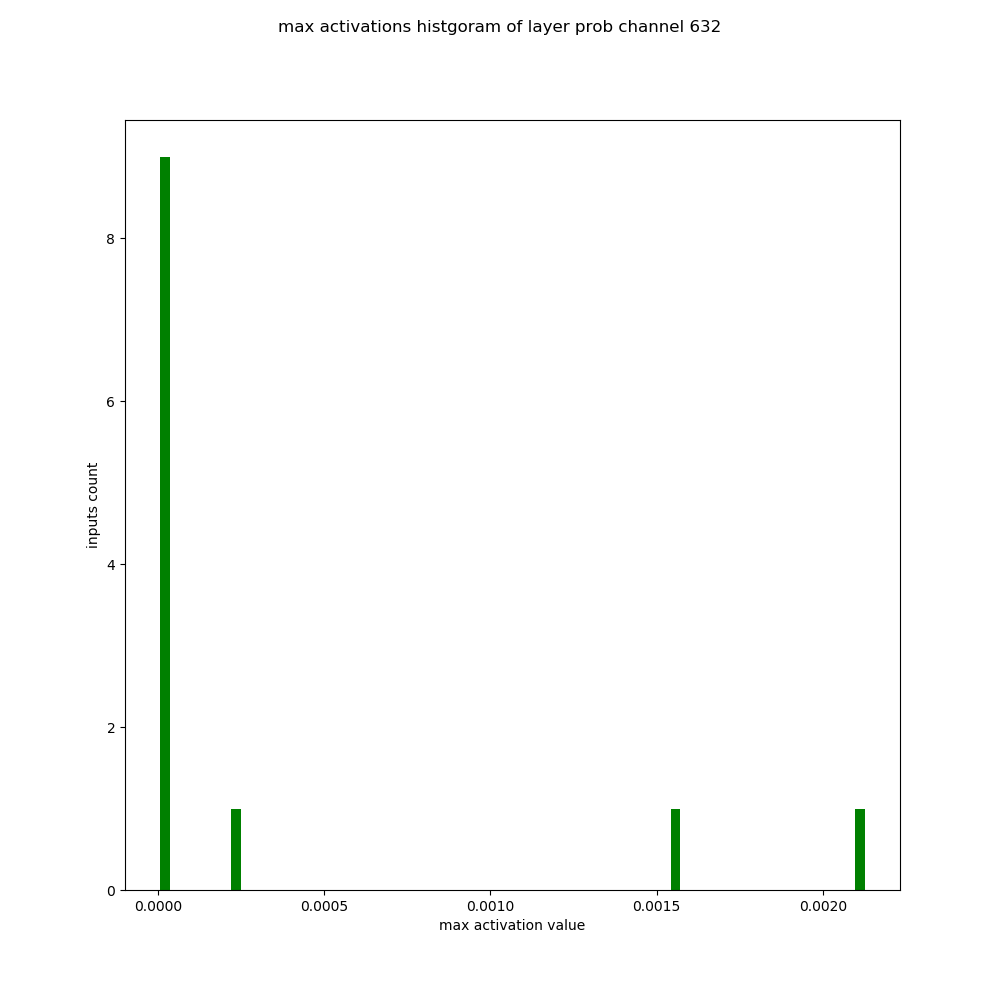 max activations histgoram of layer prob channel 632
8
6
4
2
0
inputs count
0.0000 0.0005 0.0010 0.0015 0.0020
max activation value